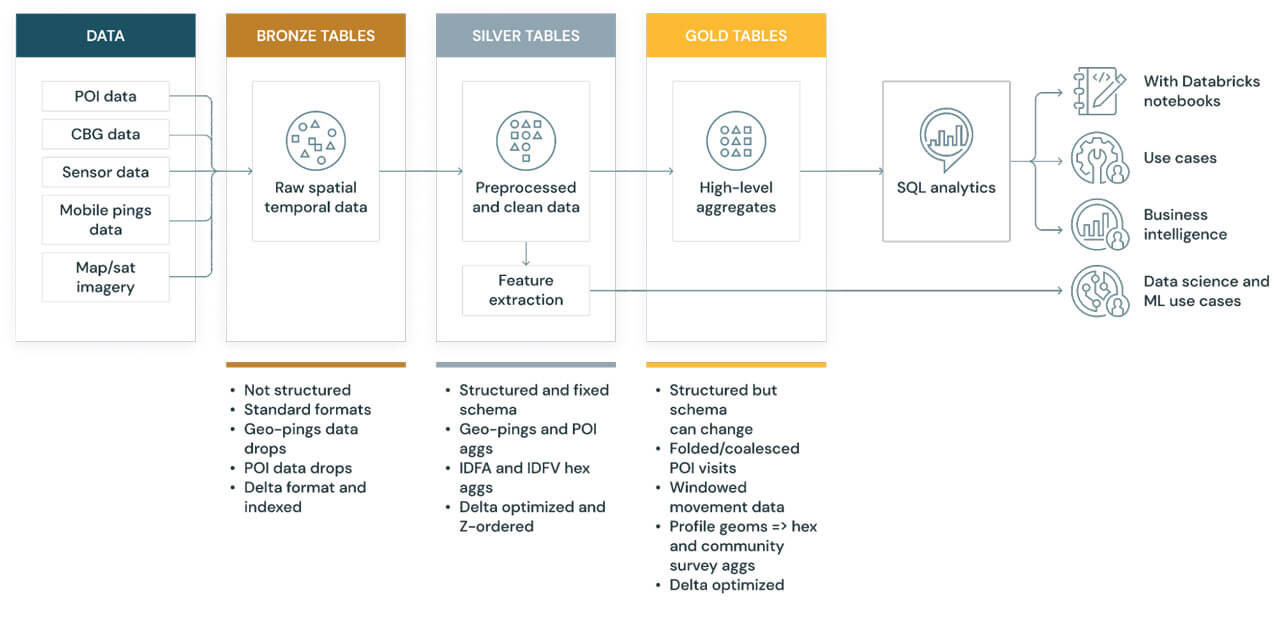 DATA
BRONZE TABLES
SILVER TABLES
GOLD TABLES
POI data
CBG data
Sensor data
Mobile pings
data
Map/sat
imagery
Raw spatial
temporal data
Preprocessed
and clean data
Feature
extraction
High-level
aggregates
SQL analytics
With Databricks
notebooks
Use cases
Business
intelligence
Data science and
ML use cases
• Not structured
• Standard formats
• Geo-pings data
drops
• POI data drops
• Delta format and
indexed
• Structured and fixed
schema
• Geo-pings and POI
aggs
• IDFA and IDFV hex
aggs
• Delta optimized and
Z-ordered
• Structured but
schema
can change
• Folded/coalesced
POI visits
• Windowed
movement data
• Profile geoms => hex
and community
survey aggs
• Delta optimized